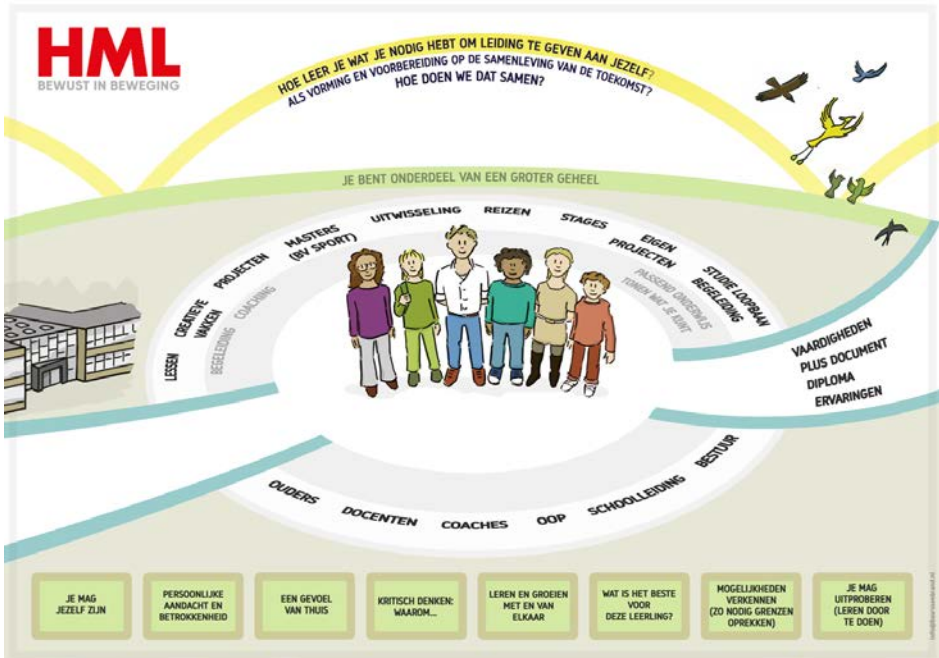 HML
BEWUST IN BEWEGING
HOE LEER JE WAT JE NODIG HEBT OM LEIDING TE GEVEN AAN JEZELF?
ALS VORMING EN VOORBEREIDING OP DE SAMENLEVING VAN DE TOEKOMST?
HOE DOEN WE DAT SAMEN?
JE BENT ONDERDEEL VAN EEN GROTER GEHEEL
LESSEN
CREATIEVE
VAKKEN
PROJECTEN
MASTERS
(BV SPORT)
UITWISSELING
REIZEN
STAGES
EIGEN
PROJECTEN
STUDIE LOOPBAAN
BEGELEIDING
BEGELEIDING
COACHING
PASSEND ONDERWIJS
TONEN WAT JE KUNT
VAARDIGHEDEN
PLUS DOCUMENT
DIPLOMA
ERVARINGEN
OUDERS
DOCENTEN
COACHES
OOP
SCHOOLLEIDING
BESTUUR
JE MAG
JEZELF ZIJN
PERSOONLIJKE
AANDACHT EN
BETROKKENHEID
EEN GEVOEL
VAN THUIS
KRITISCH DENKEN:
WAAROM...
LEREN EN GROEIEN
MET EN VAN
ELKAAR
WAT IS HET BESTE
VOOR
DEZE LEERLING?
MOGELIJKHEDEN
VERKENNEN
(ZO NODIG GRENZEN
OPREKKEN)
JE MAG
UITPROBEREN
(LEREN DOOR
TE DOEN)